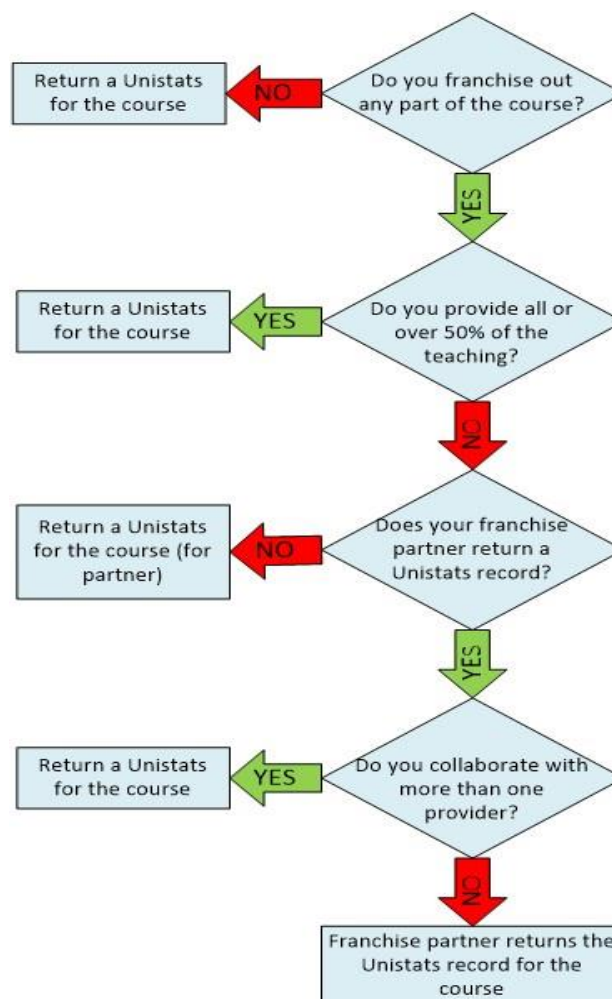 Return a Unistats
for the course
NO
Do you franchise out
any part of the course?
YES
Return a Unistats
for the course
YES
Do you provide all or
over 50% of the
teaching?
NO
Return a Unistats
for the course (for
partner)
NO
Does your franchise
partner return a
Unistats record?
YES
Return a Unistats
for the course
YES
Do you collaborate with
more than one
provider?
NO
Franchise partner returns the
Unistats record for the
course